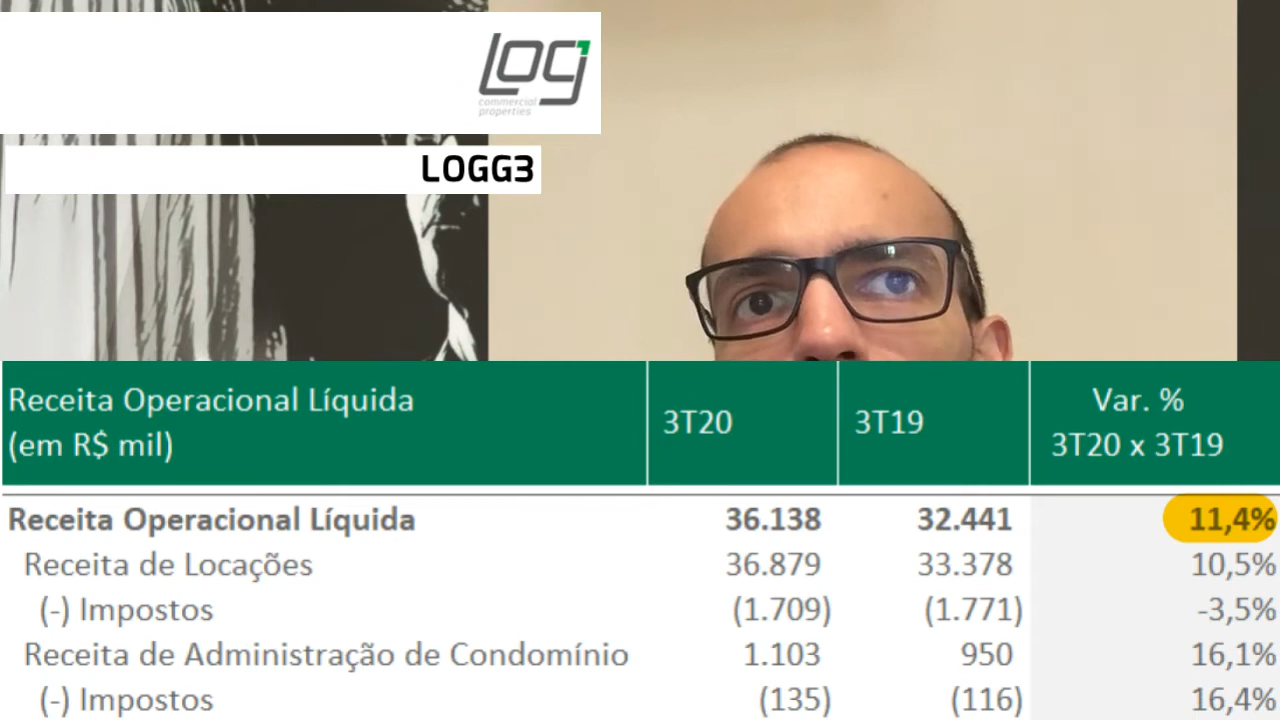 log
commercial
properties
LOGG3
Receita Operacional Líquida
(em R$ mil)
3T20
3T19
Var. %
3T20 x 3T19
Receita Operacional Líquida 36.138 32.441 11,4%
Receita de Locações 36.879 33.378 10,5%
(-) Impostos (1.709) (1.771) -3,5%
Receita de Administração de Condomínio 1.103 950 16,1%
(-) Impostos (135) (116) 16,4%